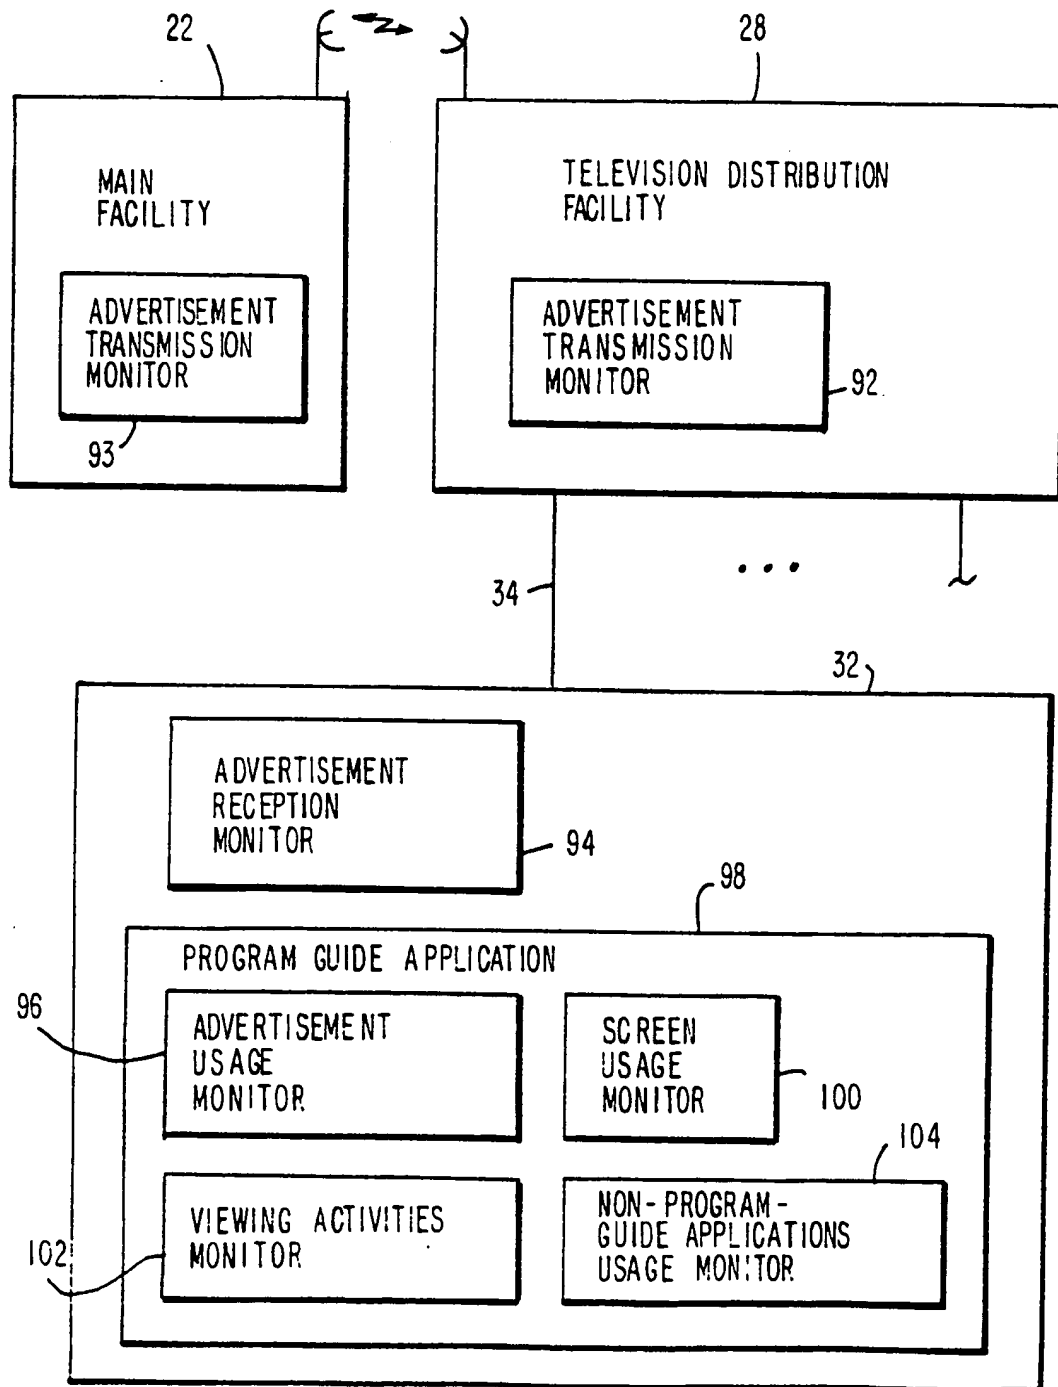 22
28
MAIN
FACILITY
TELEVISION DISTRIBUTION
FACILITY
ADVERTISEMENT
TRANSMISSION
MONITOR
93
ADVERTISEMENT
TRANSMISSION
MONITOR
92
34
...
32
ADVERTISEMENT
RECEPTION
MONITOR
94
98
PROGRAM GUIDE APPLICATION
96
ADVERTISEMENT
USAGE
MONITOR
SCREEN
USAGE
MONITOR
100
104
102
VIEWING ACTIVITIES
MONITOR
NON-PROGRAM-
GUIDE APPLICATIONS
USAGE MONITOR